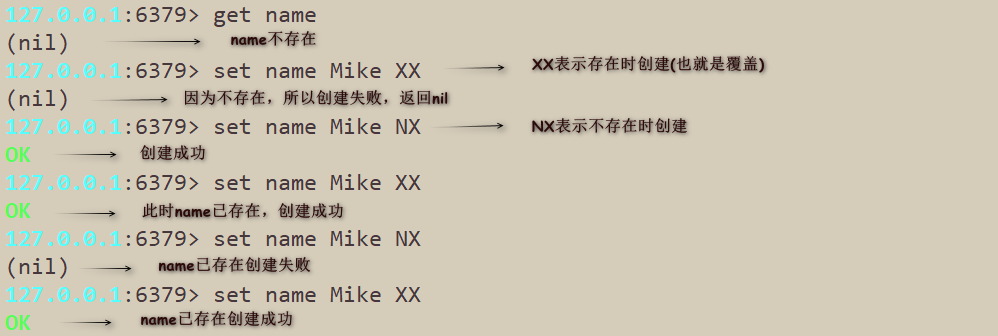 127.0.0.1:6379> get name
(nil) name不存在
127.0.0.1:6379> set name Mike XX XX表示存在时创建(也就是覆盖)
(nil) 因为不存在，所以创建失败，返回nil
127.0.0.1:6379> set name Mike NX NX表示不存在时创建
OK 创建成功
127.0.0.1:6379> set name Mike XX
OK 此时name已存在，创建成功
127.0.0.1:6379> set name Mike NX
(nil) name已存在创建失败
127.0.0.1:6379> set name Mike XX
OK name已存在创建成功